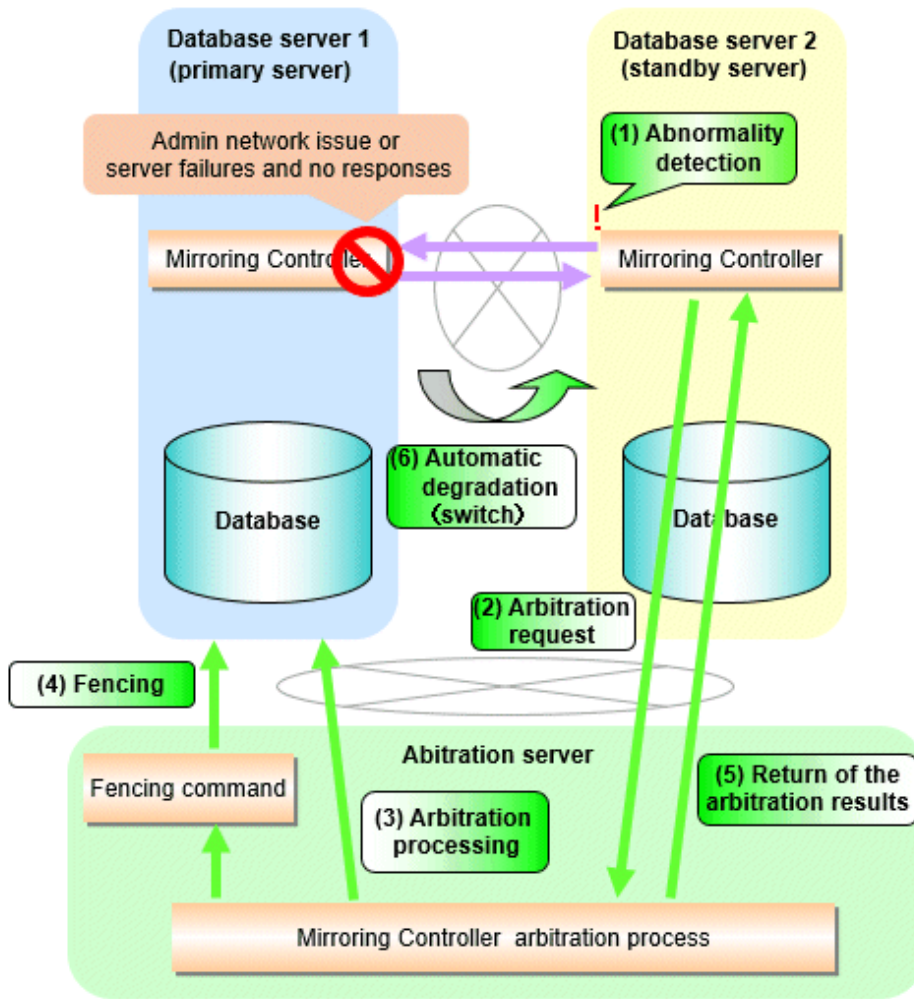 Database server 1
(primary server)
Database server 2
(standby server)
Admin network issue or
server failures and no responses
(1) Abnormality
detection
!
Mirroring Controller
Mirroring Controller
(6) Automatic
degradation
(switch)
Database
Database
(2) Arbitration
request
(4) Fencing
Abitration server
Fencing command
(3) Arbitration
processing
(5) Return of the
arbitration results
Mirroring Controller arbitration process